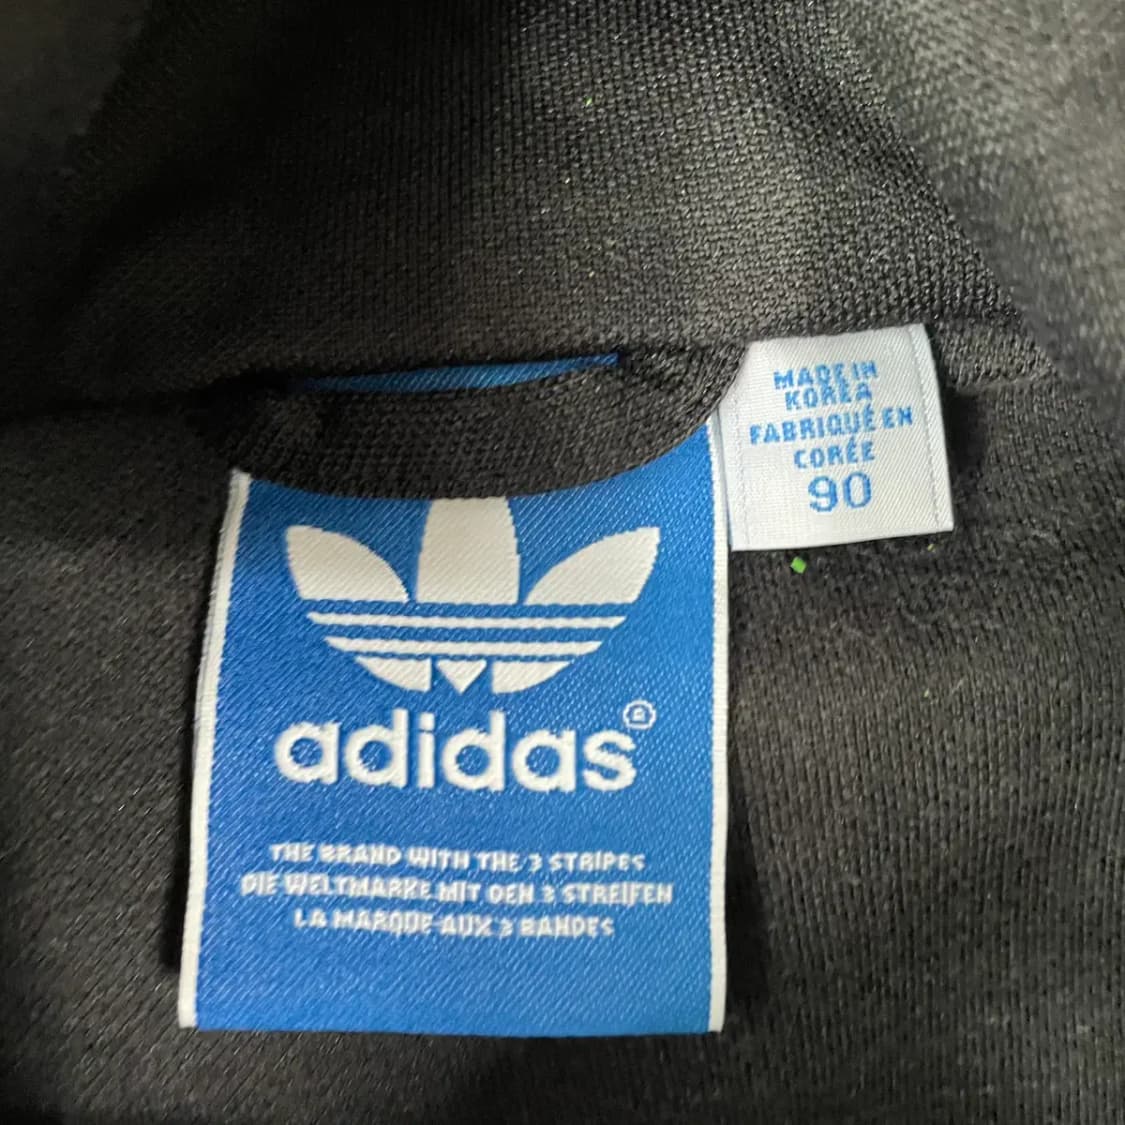 MADE IN
KOREA
FABRIQUÉ EN
CORÉE
90
adidas®
THE BRAND WITH THE 3 STRIPES
DIE WELTMARKE MIT DEN 3 STREIFEN
LA MARQUE AUX 3 BANDES